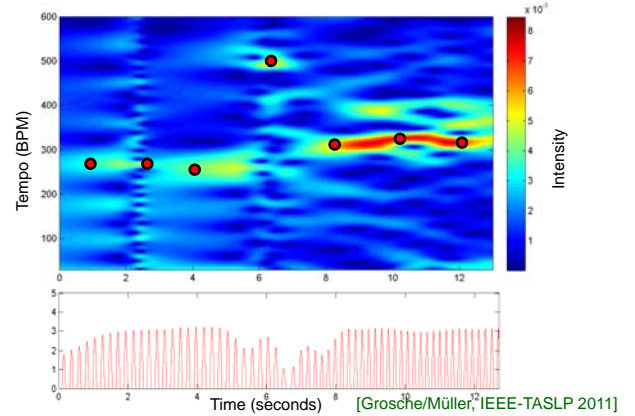 600
500
400
300
200
100
0 2 4 6 8 10 12
Tempo (BPM)
x 10⁻³
8
7
6
5
4
3
2
1
Intensity
5
4
3
2
1
0
0 2 4 6 8 10 12
Time (seconds)
[Grosche/Müller, IEEE-TASLP 2011]